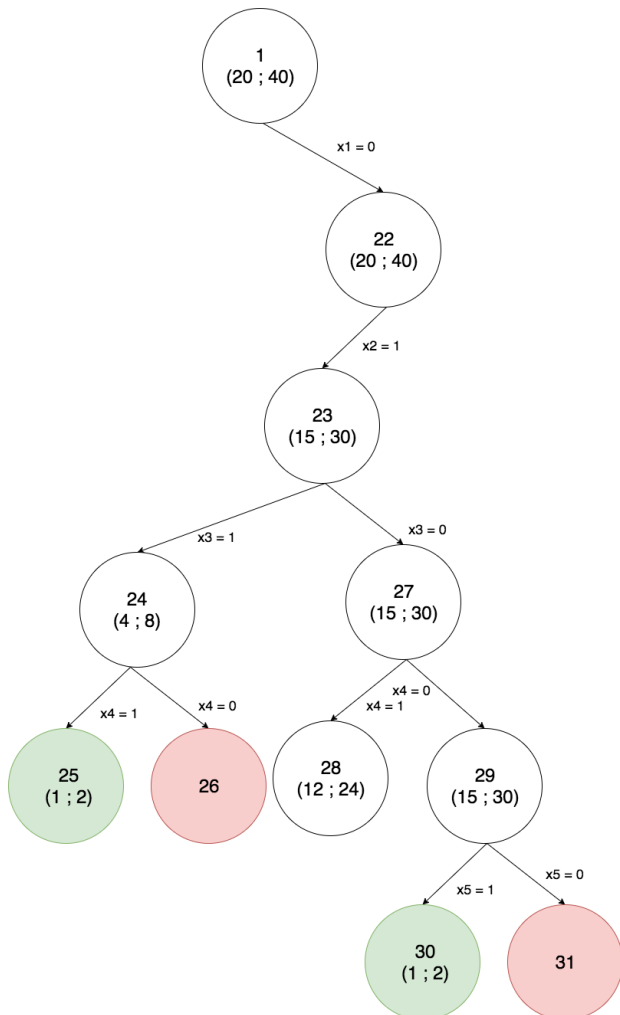 1
(20 ; 40)
x1 = 0
22
(20 ; 40)
x2 = 1
23
(15 ; 30)
x3 = 1
x3 = 0
24
(4 ; 8)
27
(15 ; 30)
x4 = 1
x4 = 0
x4 = 1
x4 = 0
25
(1 ; 2)
26
28
(12 ; 24)
29
(15 ; 30)
x5 = 1
x5 = 0
30
(1 ; 2)
31